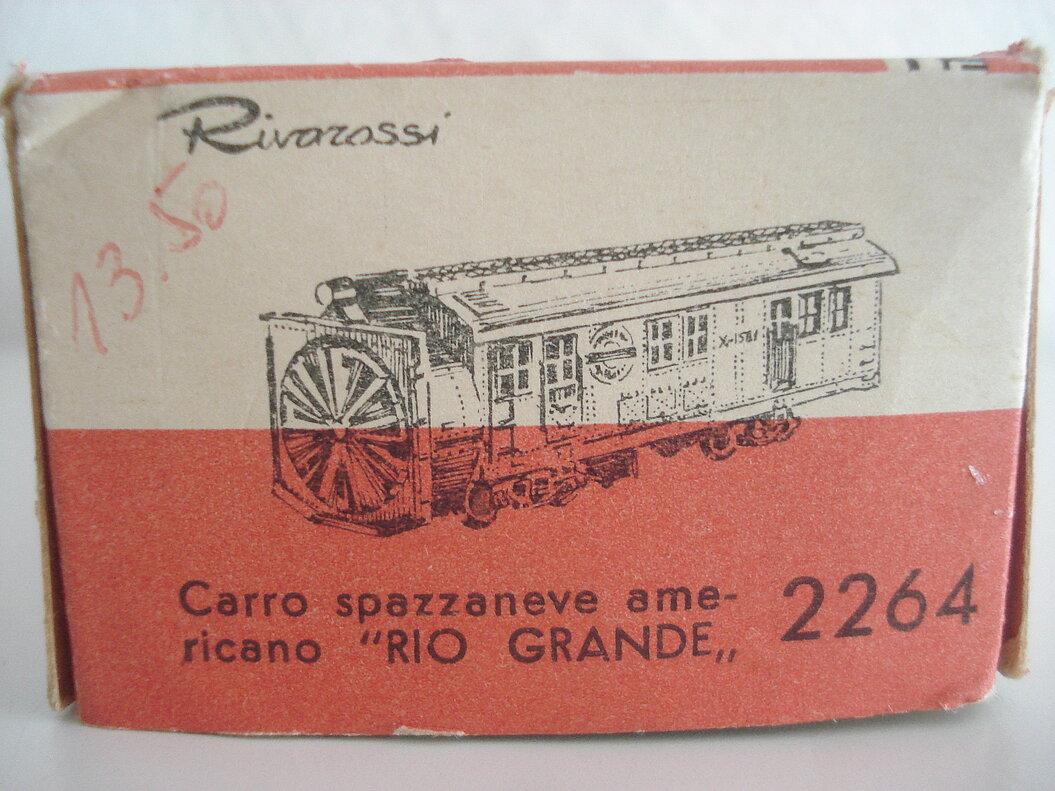 Rivarossi
13.50
X-1581
Carro spazzaneve ame-
ricano “RIO GRANDE„
2264